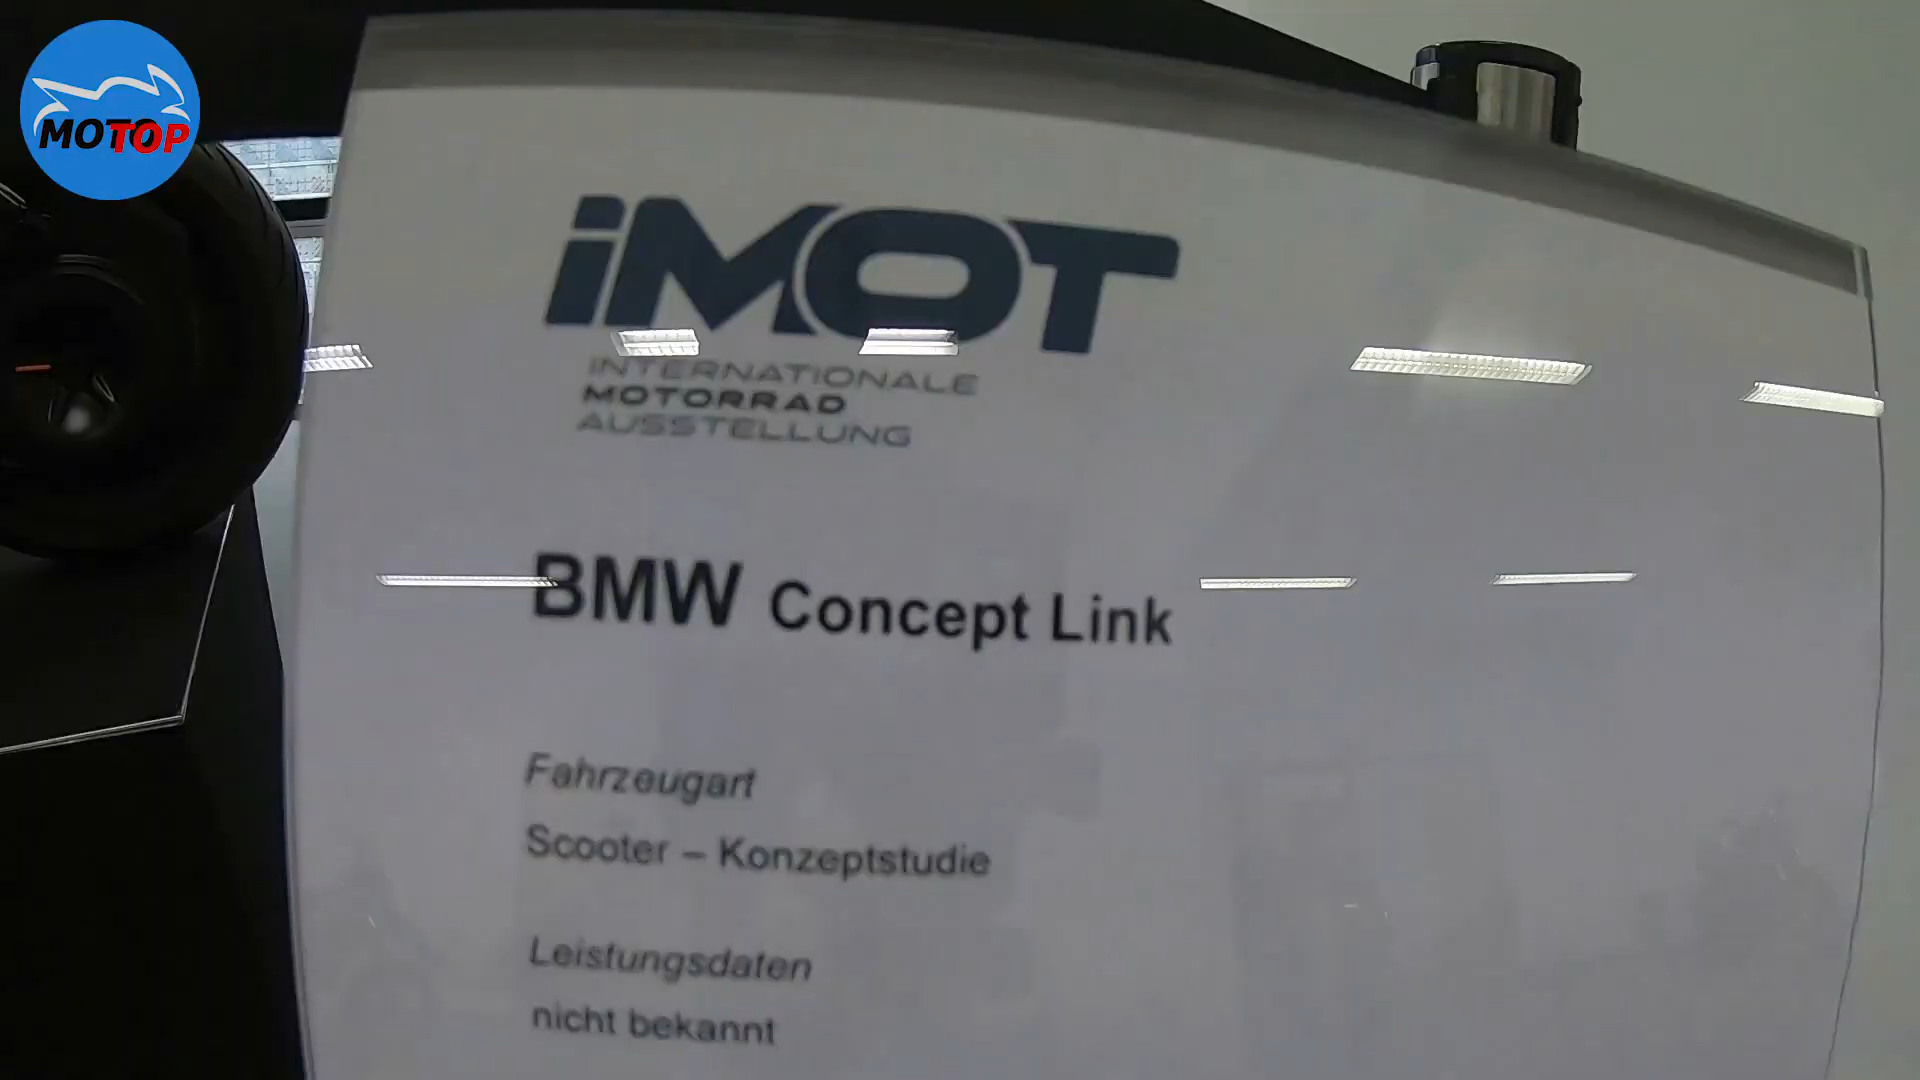 MOTOP
iMOT
INTERNATIONALE
MOTORRAD
AUSSTELLUNG
BMW Concept Link
Fahrzeugart
Scooter – Konzeptstudie
Leistungsdaten
nicht bekannt